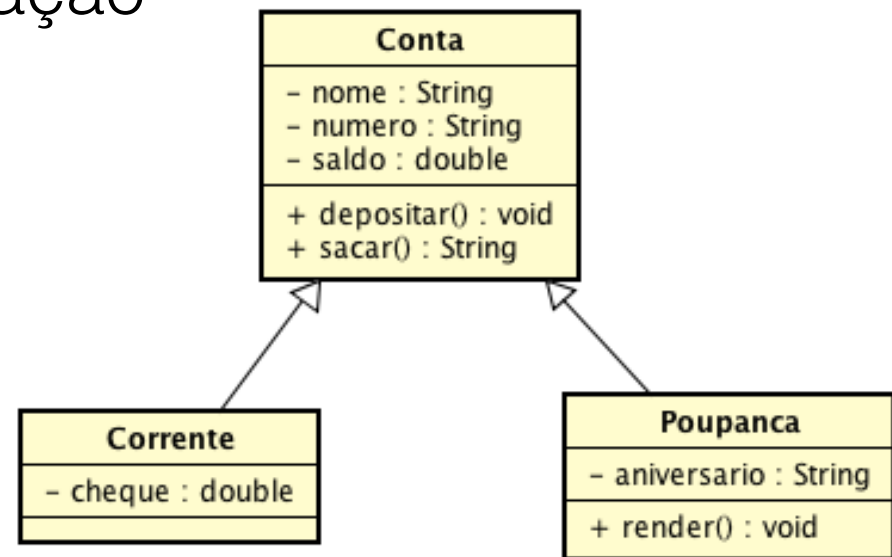 Conta
- nome : String
- numero : String
- saldo : double
+ depositar() : void
+ sacar() : String
Corrente
- cheque : double
Poupanca
- aniversario : String
+ render() : void